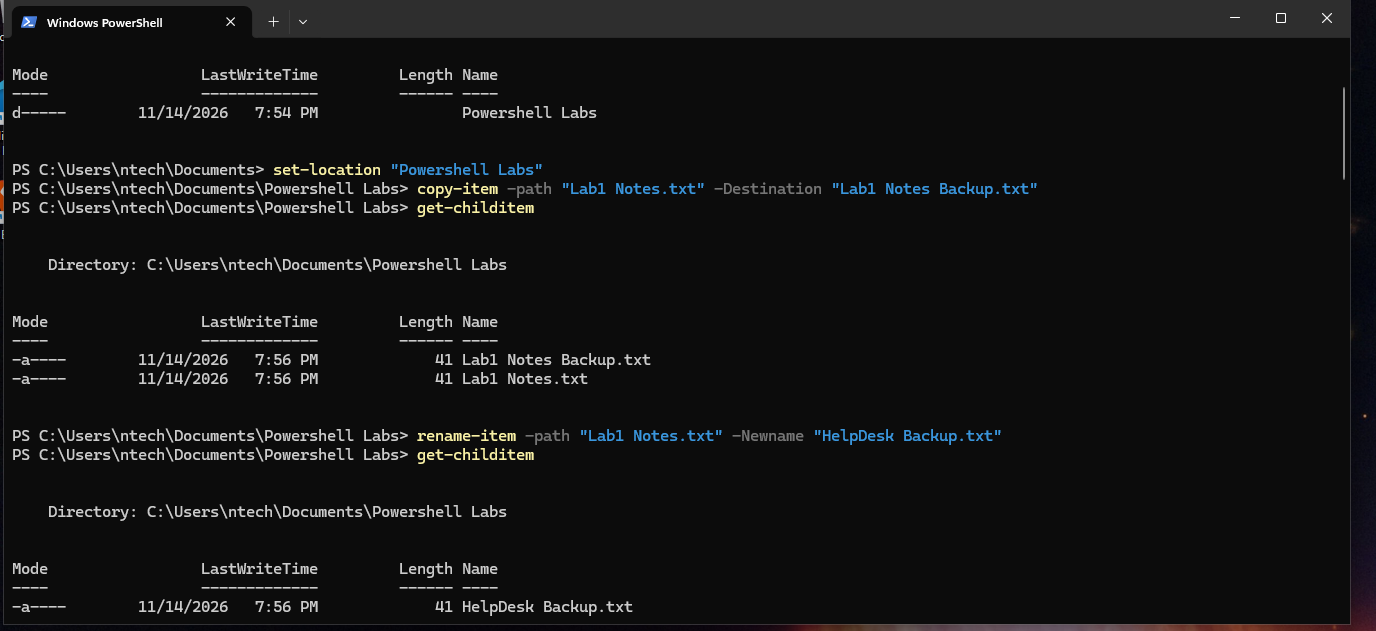 Windows PowerShell
Mode LastWriteTime Length Name
---- ------------- ------ ----
d----- 11/14/2026 7:54 PM Powershell Labs
PS C:\Users\ntech\Documents> set-location "Powershell Labs"
PS C:\Users\ntech\Documents\Powershell Labs> copy-item -path "Lab1 Notes.txt" -Destination "Lab1 Notes Backup.txt"
PS C:\Users\ntech\Documents\Powershell Labs> get-childitem
Directory: C:\Users\ntech\Documents\Powershell Labs
Mode LastWriteTime Length Name
---- ------------- ------ ----
-a---- 11/14/2026 7:56 PM 41 Lab1 Notes Backup.txt
-a---- 11/14/2026 7:56 PM 41 Lab1 Notes.txt
PS C:\Users\ntech\Documents\Powershell Labs> rename-item -path "Lab1 Notes.txt" -Newname "HelpDesk Backup.txt"
PS C:\Users\ntech\Documents\Powershell Labs> get-childitem
Directory: C:\Users\ntech\Documents\Powershell Labs
Mode LastWriteTime Length Name
---- ------------- ------ ----
-a---- 11/14/2026 7:56 PM 41 HelpDesk Backup.txt